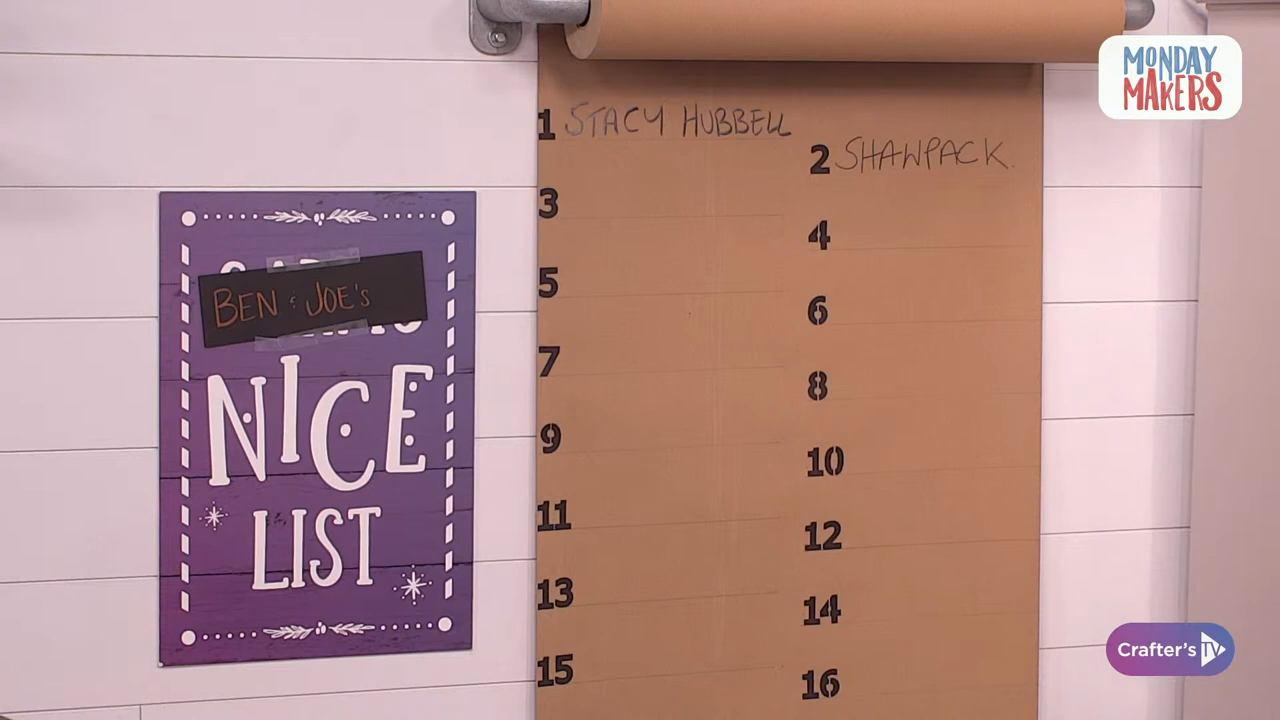 MONDAY
MAKERS
1 STACY HUBBELL
2 SHAWPACK.
3
4
5
6
7
8
9
10
11
12
13
14
15
16
BEN & JOE's
NICE
LIST
Crafter's TV